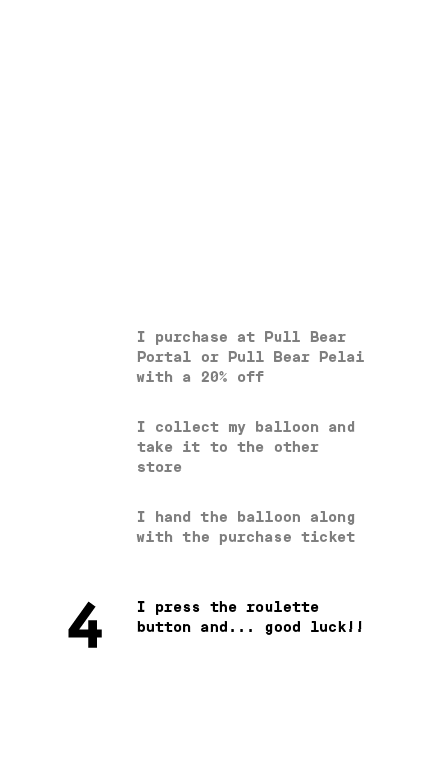 I purchase at Pull Bear
Portal or Pull Bear Pelai
with a 20% off
I collect my balloon and
take it to the other
store
I hand the balloon along
with the purchase ticket
4
I press the roulette
button and... good luck!!